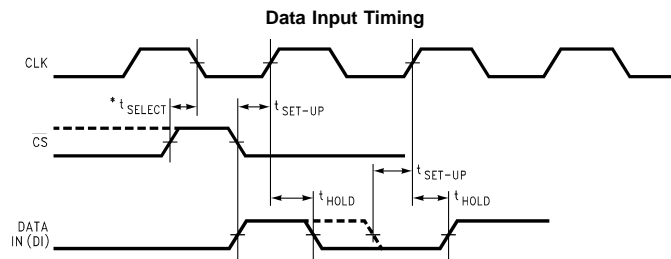 Data Input Timing
CLK
* tSELECT
tSET-UP
CS
tSET-UP
tHOLD
tHOLD
DATA
IN (DI)